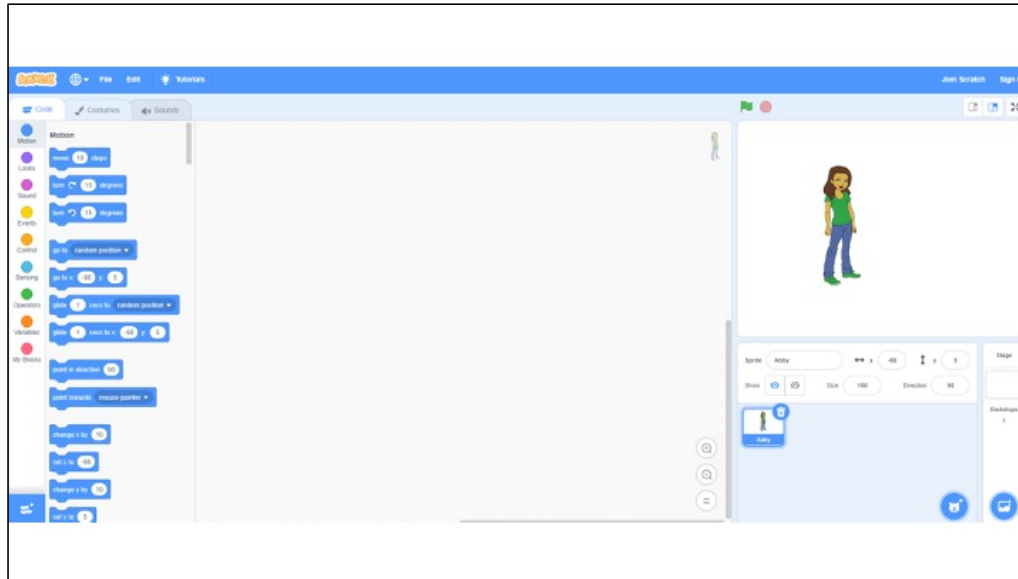 SCRATCH File Edit Tutorials Join Scratch Sign
Code Costumes Sounds
Motion
Looks
Sound
Events
Control
Sensing
Operators
Variables
My Blocks
Motion
move 10 steps
turn 15 degrees
turn 15 degrees
go to random position
go to x: -66 y: 5
glide 1 secs to random position
glide 1 secs to x: -66 y: 5
point in direction 90
point towards mouse-pointer
change x by 10
set x to -66
change y by 10
set y to 5
Sprite Abby x -66 y 5
Show Size 100 Direction 90
Abby
Stage
Backdrops
1